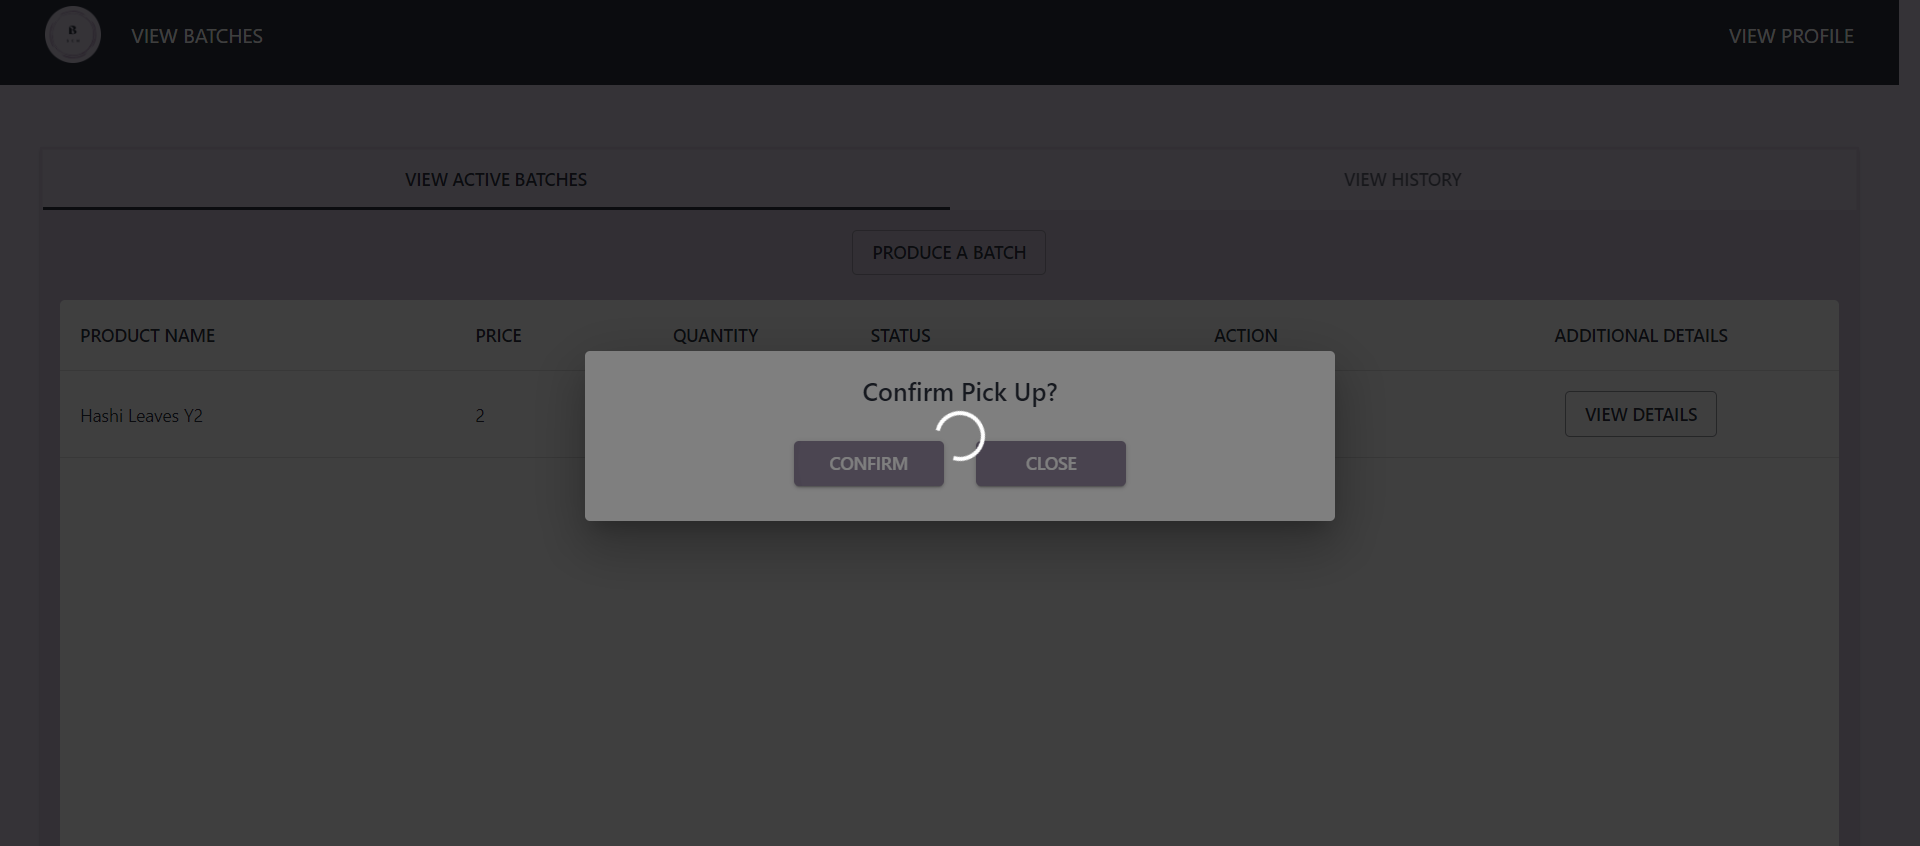 B
VIEW BATCHES
VIEW PROFILE
VIEW ACTIVE BATCHES
VIEW HISTORY
PRODUCE A BATCH
PRODUCT NAME PRICE QUANTITY STATUS ACTION ADDITIONAL DETAILS
Hashi Leaves Y2 2 VIEW DETAILS
Confirm Pick Up?
CONFIRM CLOSE